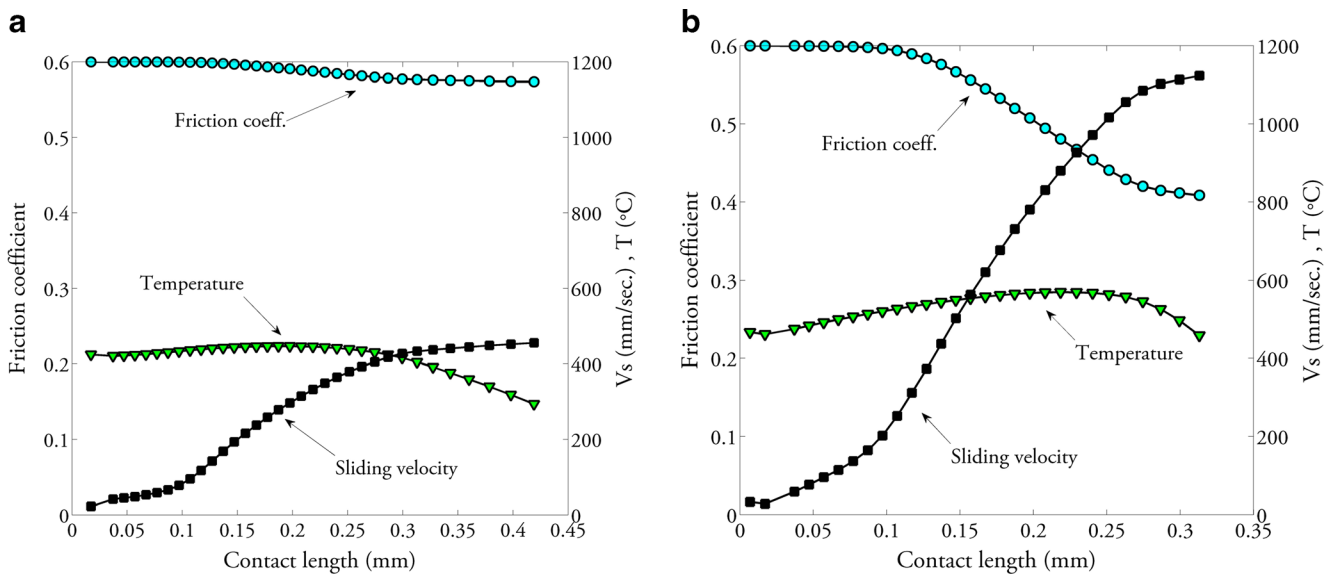 a
0.6
0.5
0.4
0.3
0.2
0.1
0
Friction coefficient
1200
1000
800
600
400
200
0
Vs (mm/sec.) , T (°C)
Friction coeff.
Temperature
Sliding velocity
0 0.05 0.1 0.15 0.2 0.25 0.3 0.35 0.4 0.45
Contact length (mm)
b
0.6
0.5
0.4
0.3
0.2
0.1
0
Friction coefficient
1200
1000
800
600
400
200
0
Vs (mm/sec.) , T (°C)
Friction coeff.
Temperature
Sliding velocity
0 0.05 0.1 0.15 0.2 0.25 0.3 0.35
Contact length (mm)